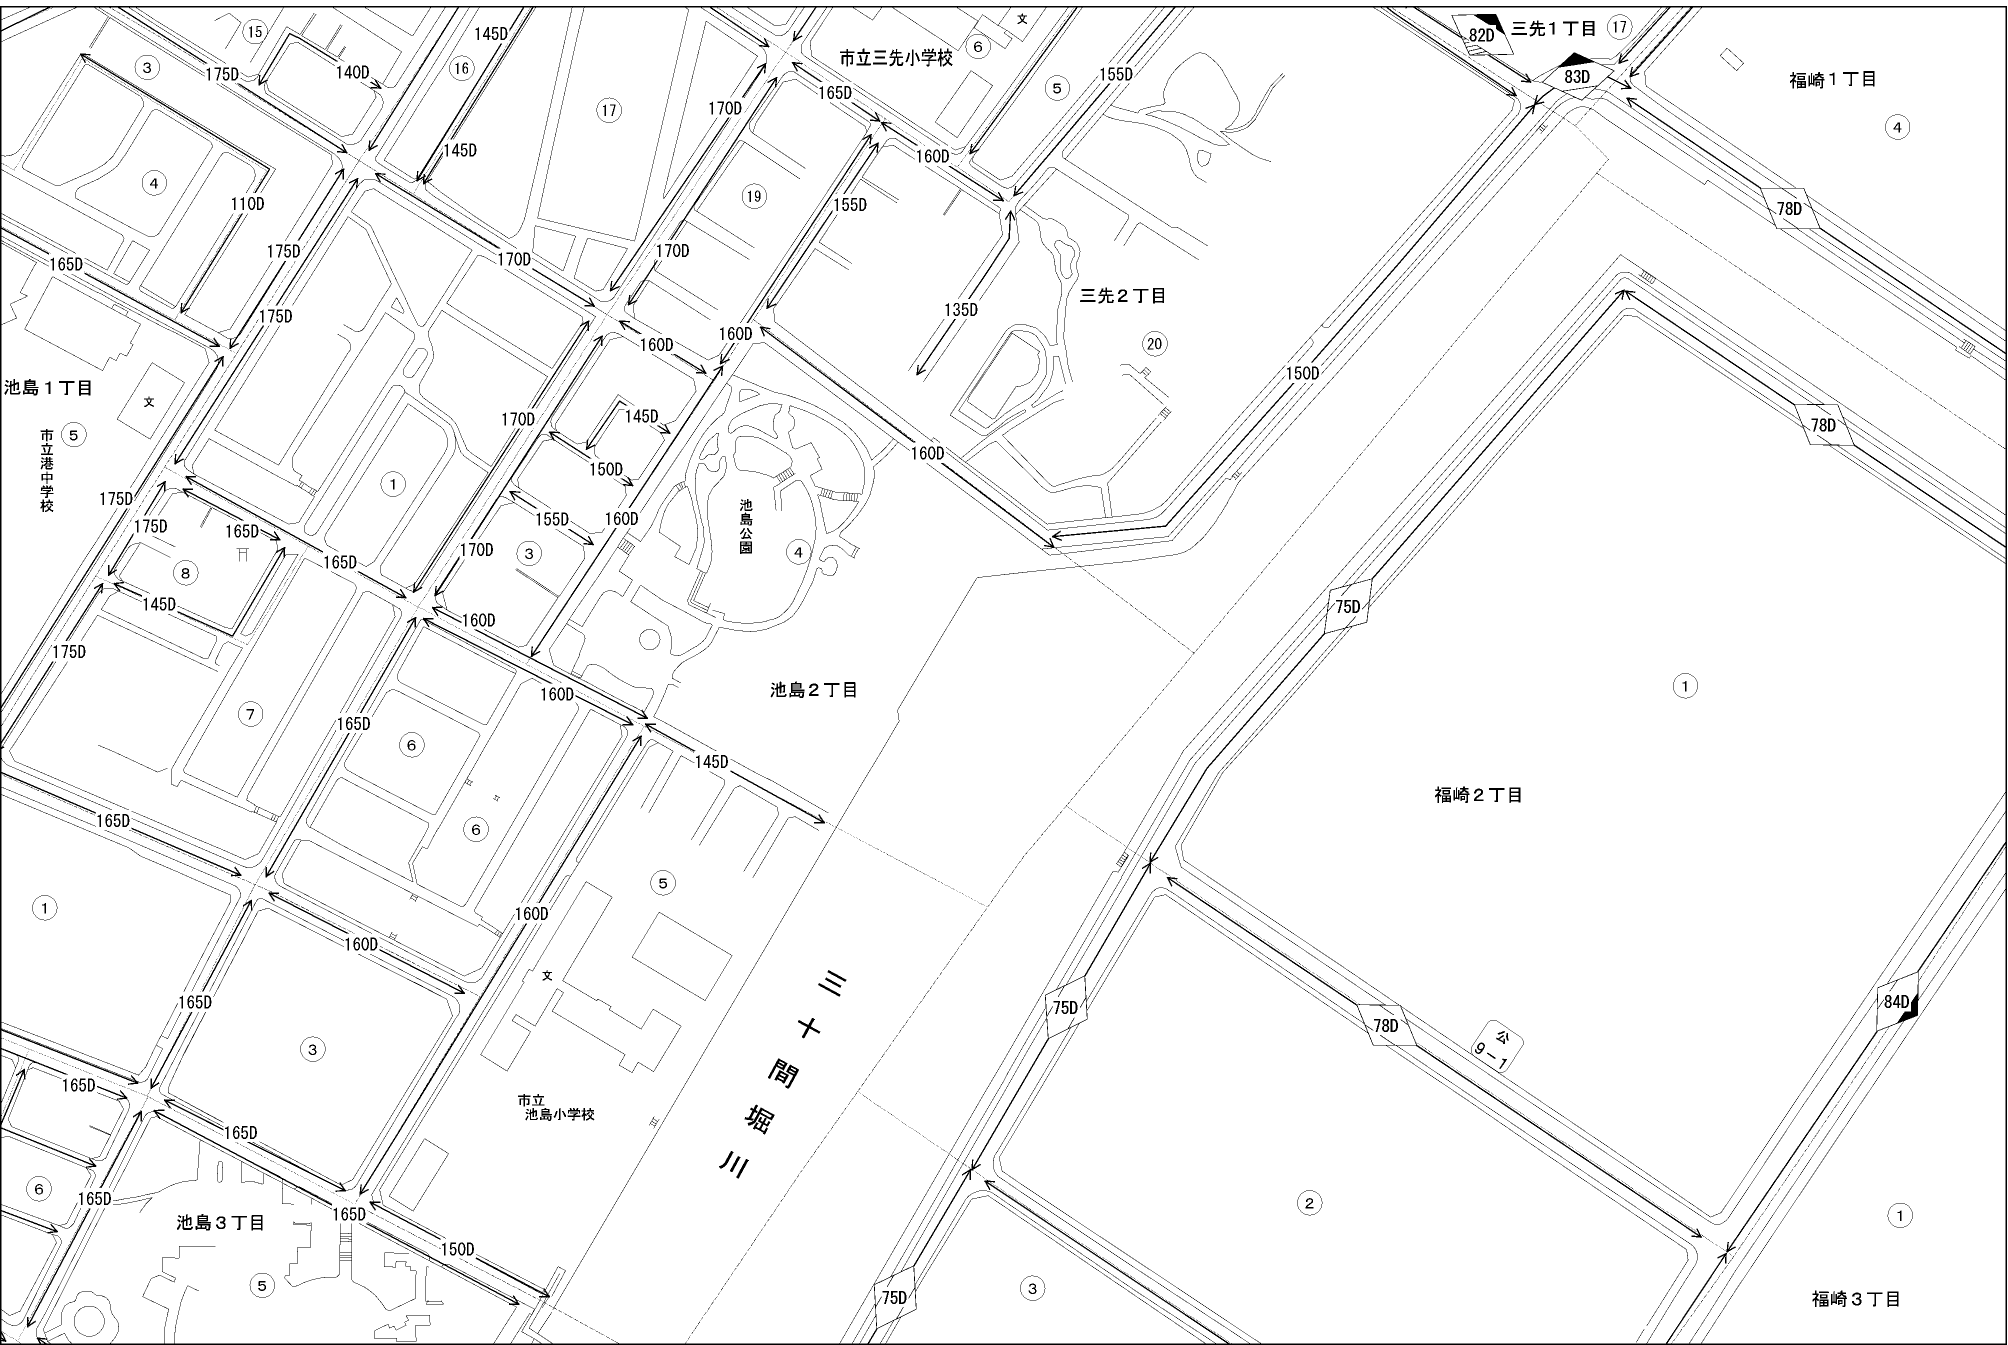 15
145D
16
3
175D
140D
17
170D
市立三先小学校
文
6
165D
5
155D
82D
三先1丁目
17
83D
福崎1丁目
4
145D
160D
4
110D
175D
19
155D
78D
165D
170D
170D
175D
135D
三先2丁目
20
160D
160D
池島1丁目
文
150D
市立港中学校
5
170D
145D
78D
160D
150D
1
175D
175D
165D
155D
160D
池島公園
4
3
170D
165D
8
145D
160D
75D
175D
池島2丁目
160D
1
7
165D
6
145D
福崎2丁目
165D
6
5
1
160D
160D
文
三十間堀川
165D
75D
84D
78D
公
9-1
3
165D
市立
池島小学校
165D
6
165D
165D
池島3丁目
2
1
150D
5
3
75D
福崎3丁目